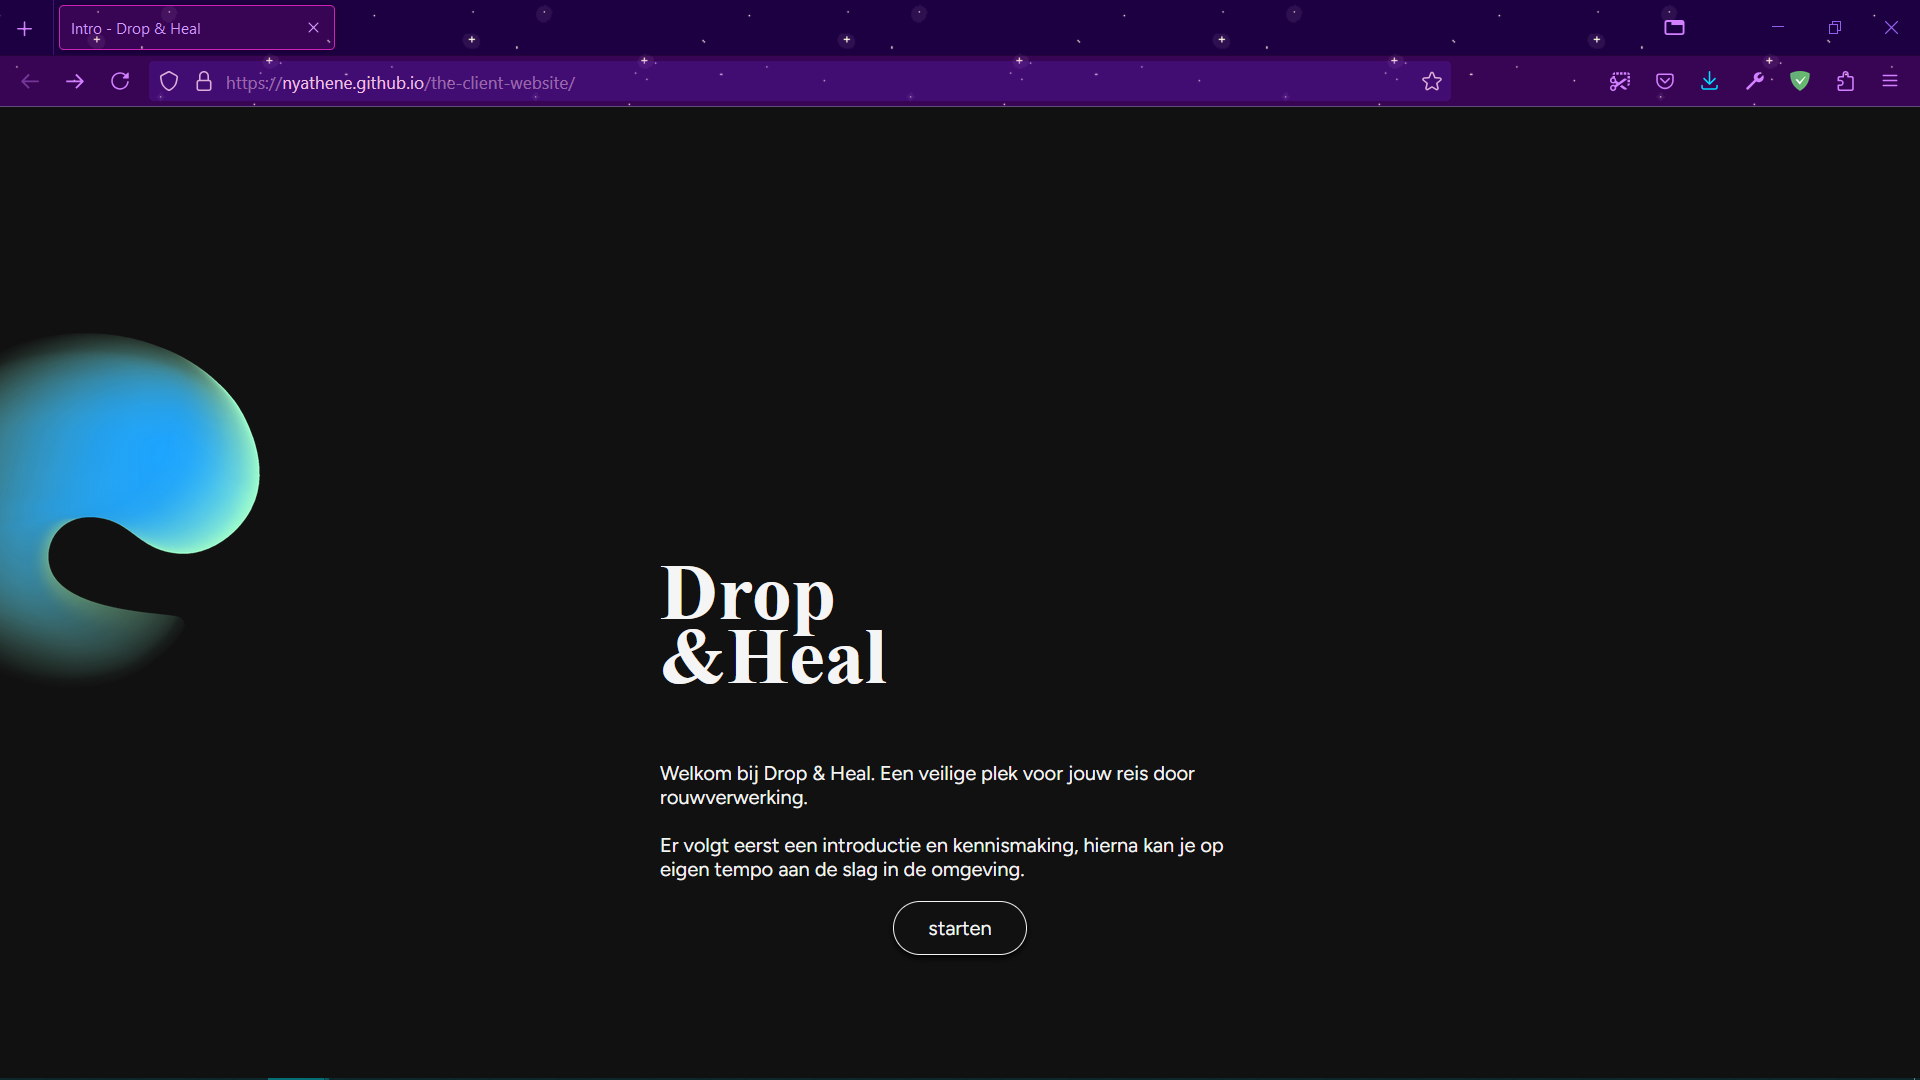 Intro - Drop & Heal
https://nyathene.github.io/the-client-website/
Drop
&Heal
Welkom bij Drop & Heal. Een veilige plek voor jouw reis door
rouwverwerking.
Er volgt eerst een introductie en kennismaking, hierna kan je op
eigen tempo aan de slag in de omgeving.
starten